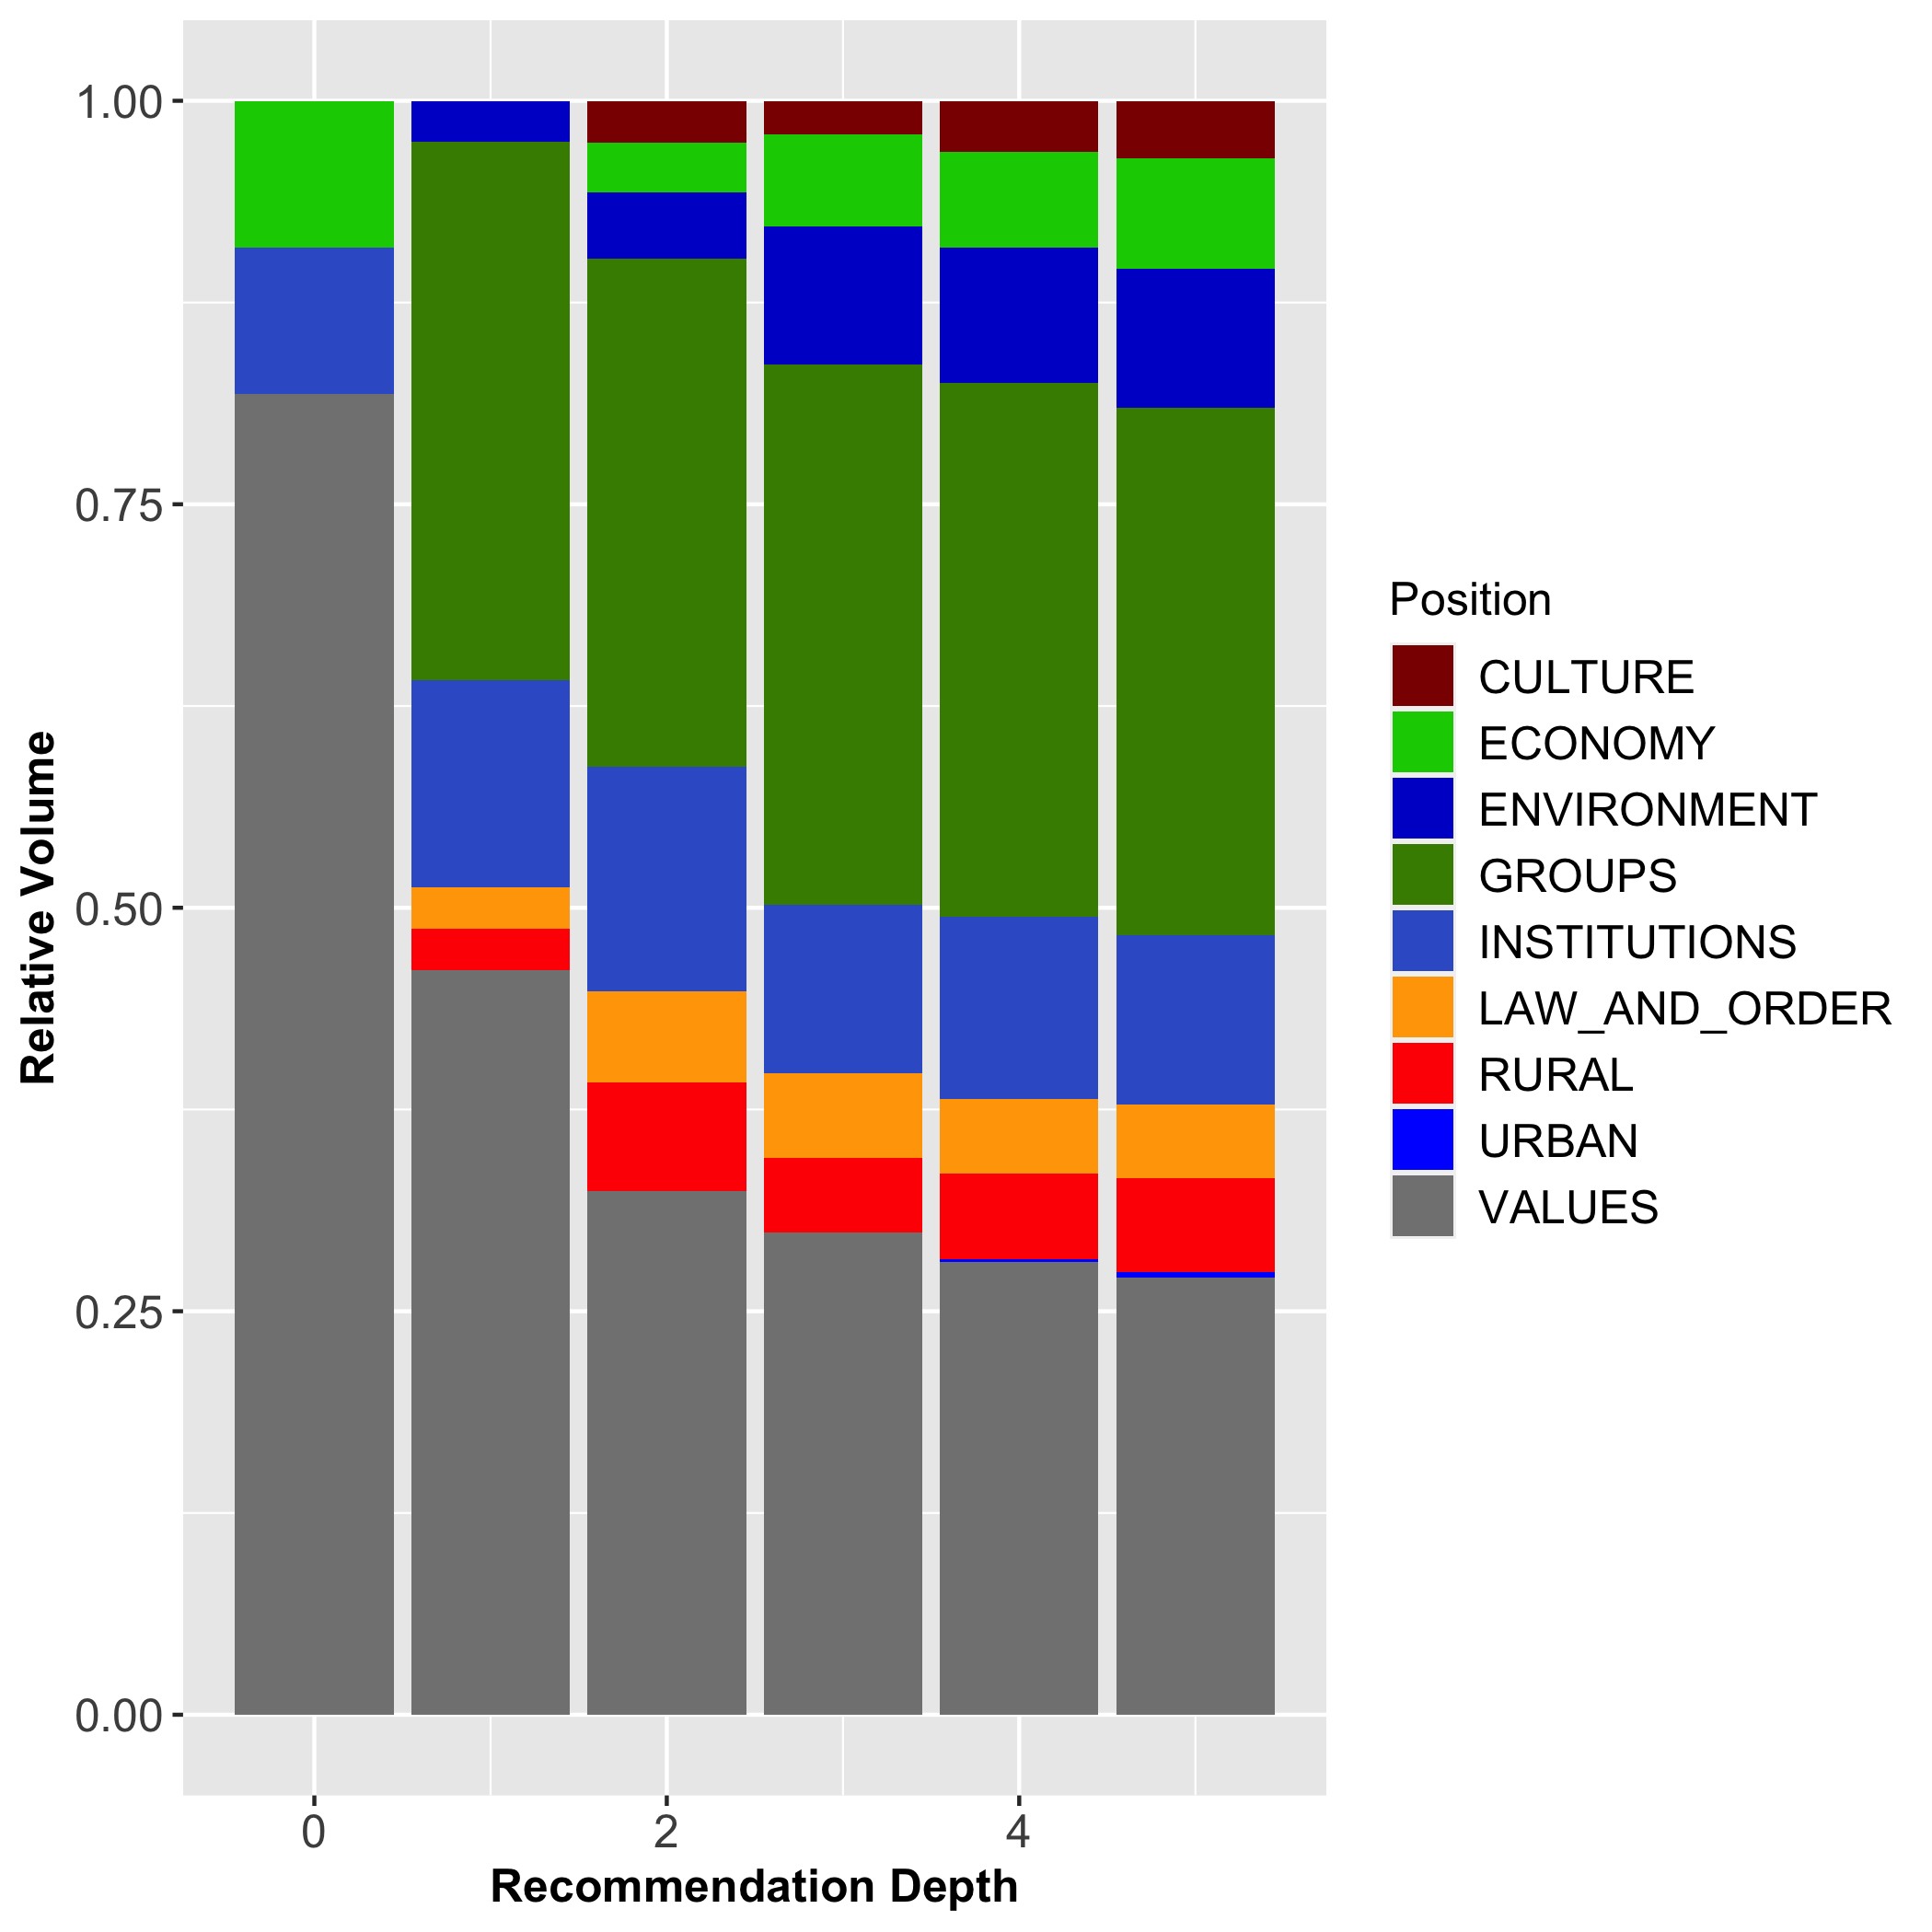 1.00
0.75
0.50
0.25
0.00
Relative Volume
0 2 4
Recommendation Depth
Position
CULTURE
ECONOMY
ENVIRONMENT
GROUPS
INSTITUTIONS
LAW_AND_ORDER
RURAL
URBAN
VALUES